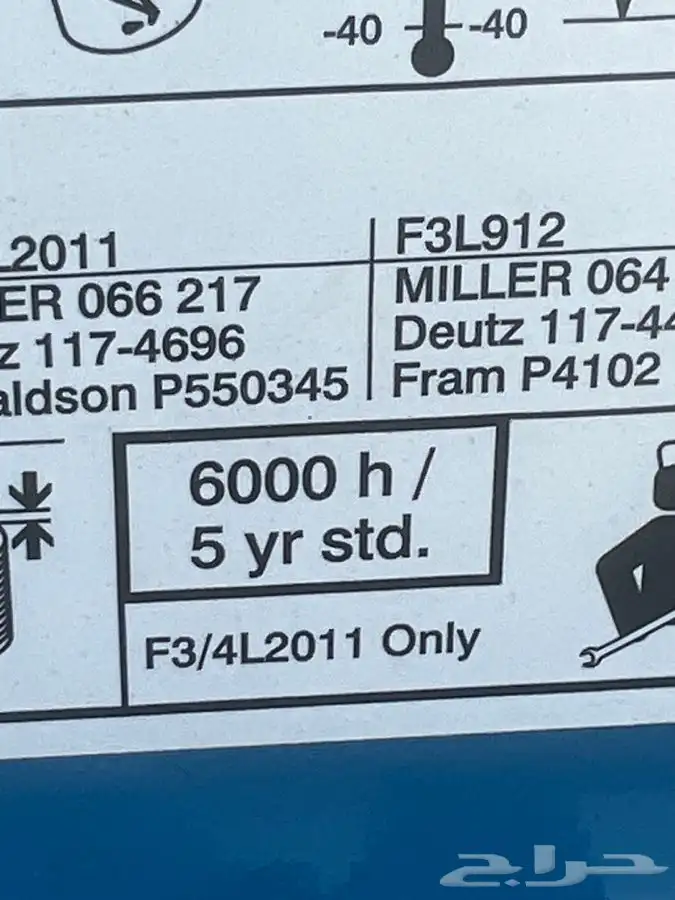 -40 -40
L2011
ER 066 217
z 117-4696
aldson P550345
F3L912
MILLER 064
Deutz 117-44
Fram P4102
6000 h /
5 yr std.
F3/4L2011 Only
حراج